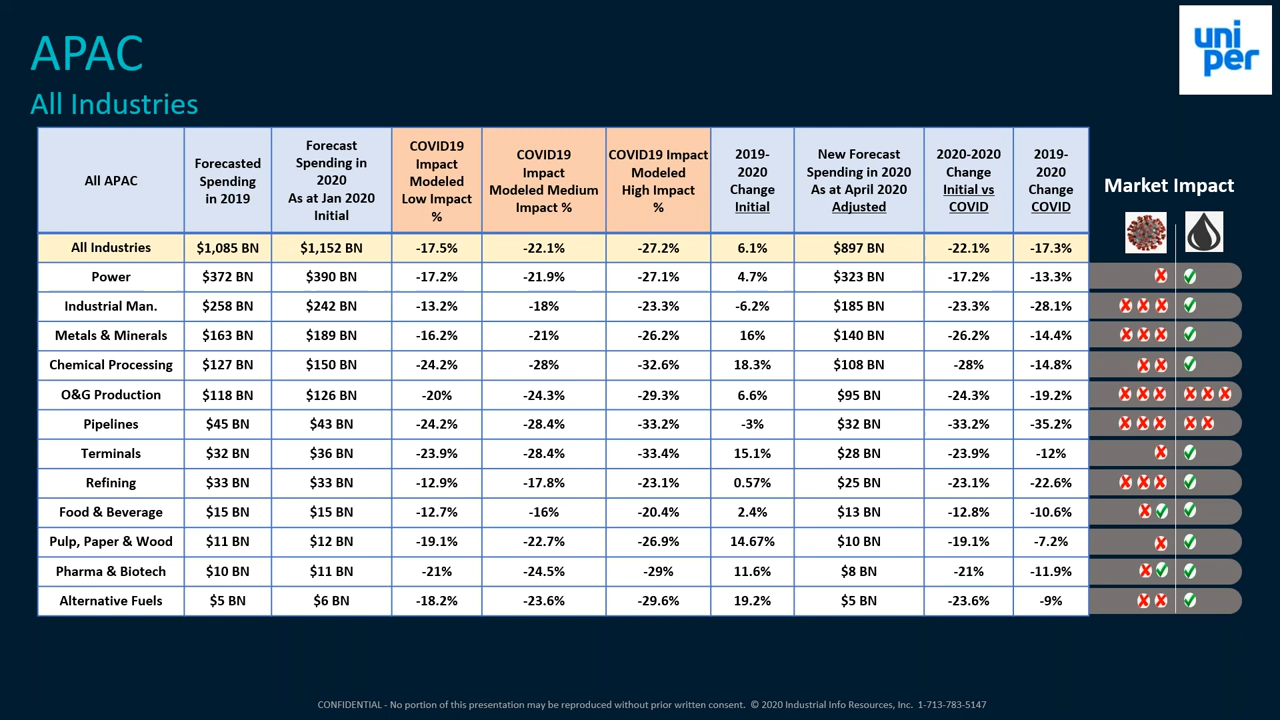 APAC
uni
per
All Industries
All APAC
Forecasted
Spending
in 2019
Forecast
Spending in
2020
As at Jan 2020
Initial
COVID19
Impact
Modeled
Low Impact
%
COVID19
Impact
Modeled Medium
Impact %
COVID19 Impact
Modeled
High Impact
%
2019-
2020
Change
Initial
New Forecast
Spending in 2020
As at April 2020
Adjusted
2020-2020
Change
Initial vs
COVID
2019-
2020
Change
COVID
Market Impact
All Industries $1,085 BN $1,152 BN -17.5% -22.1% -27.2% 6.1% $897 BN -22.1% -17.3%
Power $372 BN $390 BN -17.2% -21.9% -27.1% 4.7% $323 BN -17.2% -13.3%
Industrial Man. $258 BN $242 BN -13.2% -18% -23.3% -6.2% $185 BN -23.3% -28.1%
Metals & Minerals $163 BN $189 BN -16.2% -21% -26.2% 16% $140 BN -26.2% -14.4%
Chemical Processing $127 BN $150 BN -24.2% -28% -32.6% 18.3% $108 BN -28% -14.8%
O&G Production $118 BN $126 BN -20% -24.3% -29.3% 6.6% $95 BN -24.3% -19.2%
Pipelines $45 BN $43 BN -24.2% -28.4% -33.2% -3% $32 BN -33.2% -35.2%
Terminals $32 BN $36 BN -23.9% -28.4% -33.4% 15.1% $28 BN -23.9% -12%
Refining $33 BN $33 BN -12.9% -17.8% -23.1% 0.57% $25 BN -23.1% -22.6%
Food & Beverage $15 BN $15 BN -12.7% -16% -20.4% 2.4% $13 BN -12.8% -10.6%
Pulp, Paper & Wood $11 BN $12 BN -19.1% -22.7% -26.9% 14.67% $10 BN -19.1% -7.2%
Pharma & Biotech $10 BN $11 BN -21% -24.5% -29% 11.6% $8 BN -21% -11.9%
Alternative Fuels $5 BN $6 BN -18.2% -23.6% -29.6% 19.2% $5 BN -23.6% -9%
CONFIDENTIAL - No portion of this presentation may be reproduced without prior written consent. © 2020 Industrial Info Resources, Inc. 1-713-783-5147